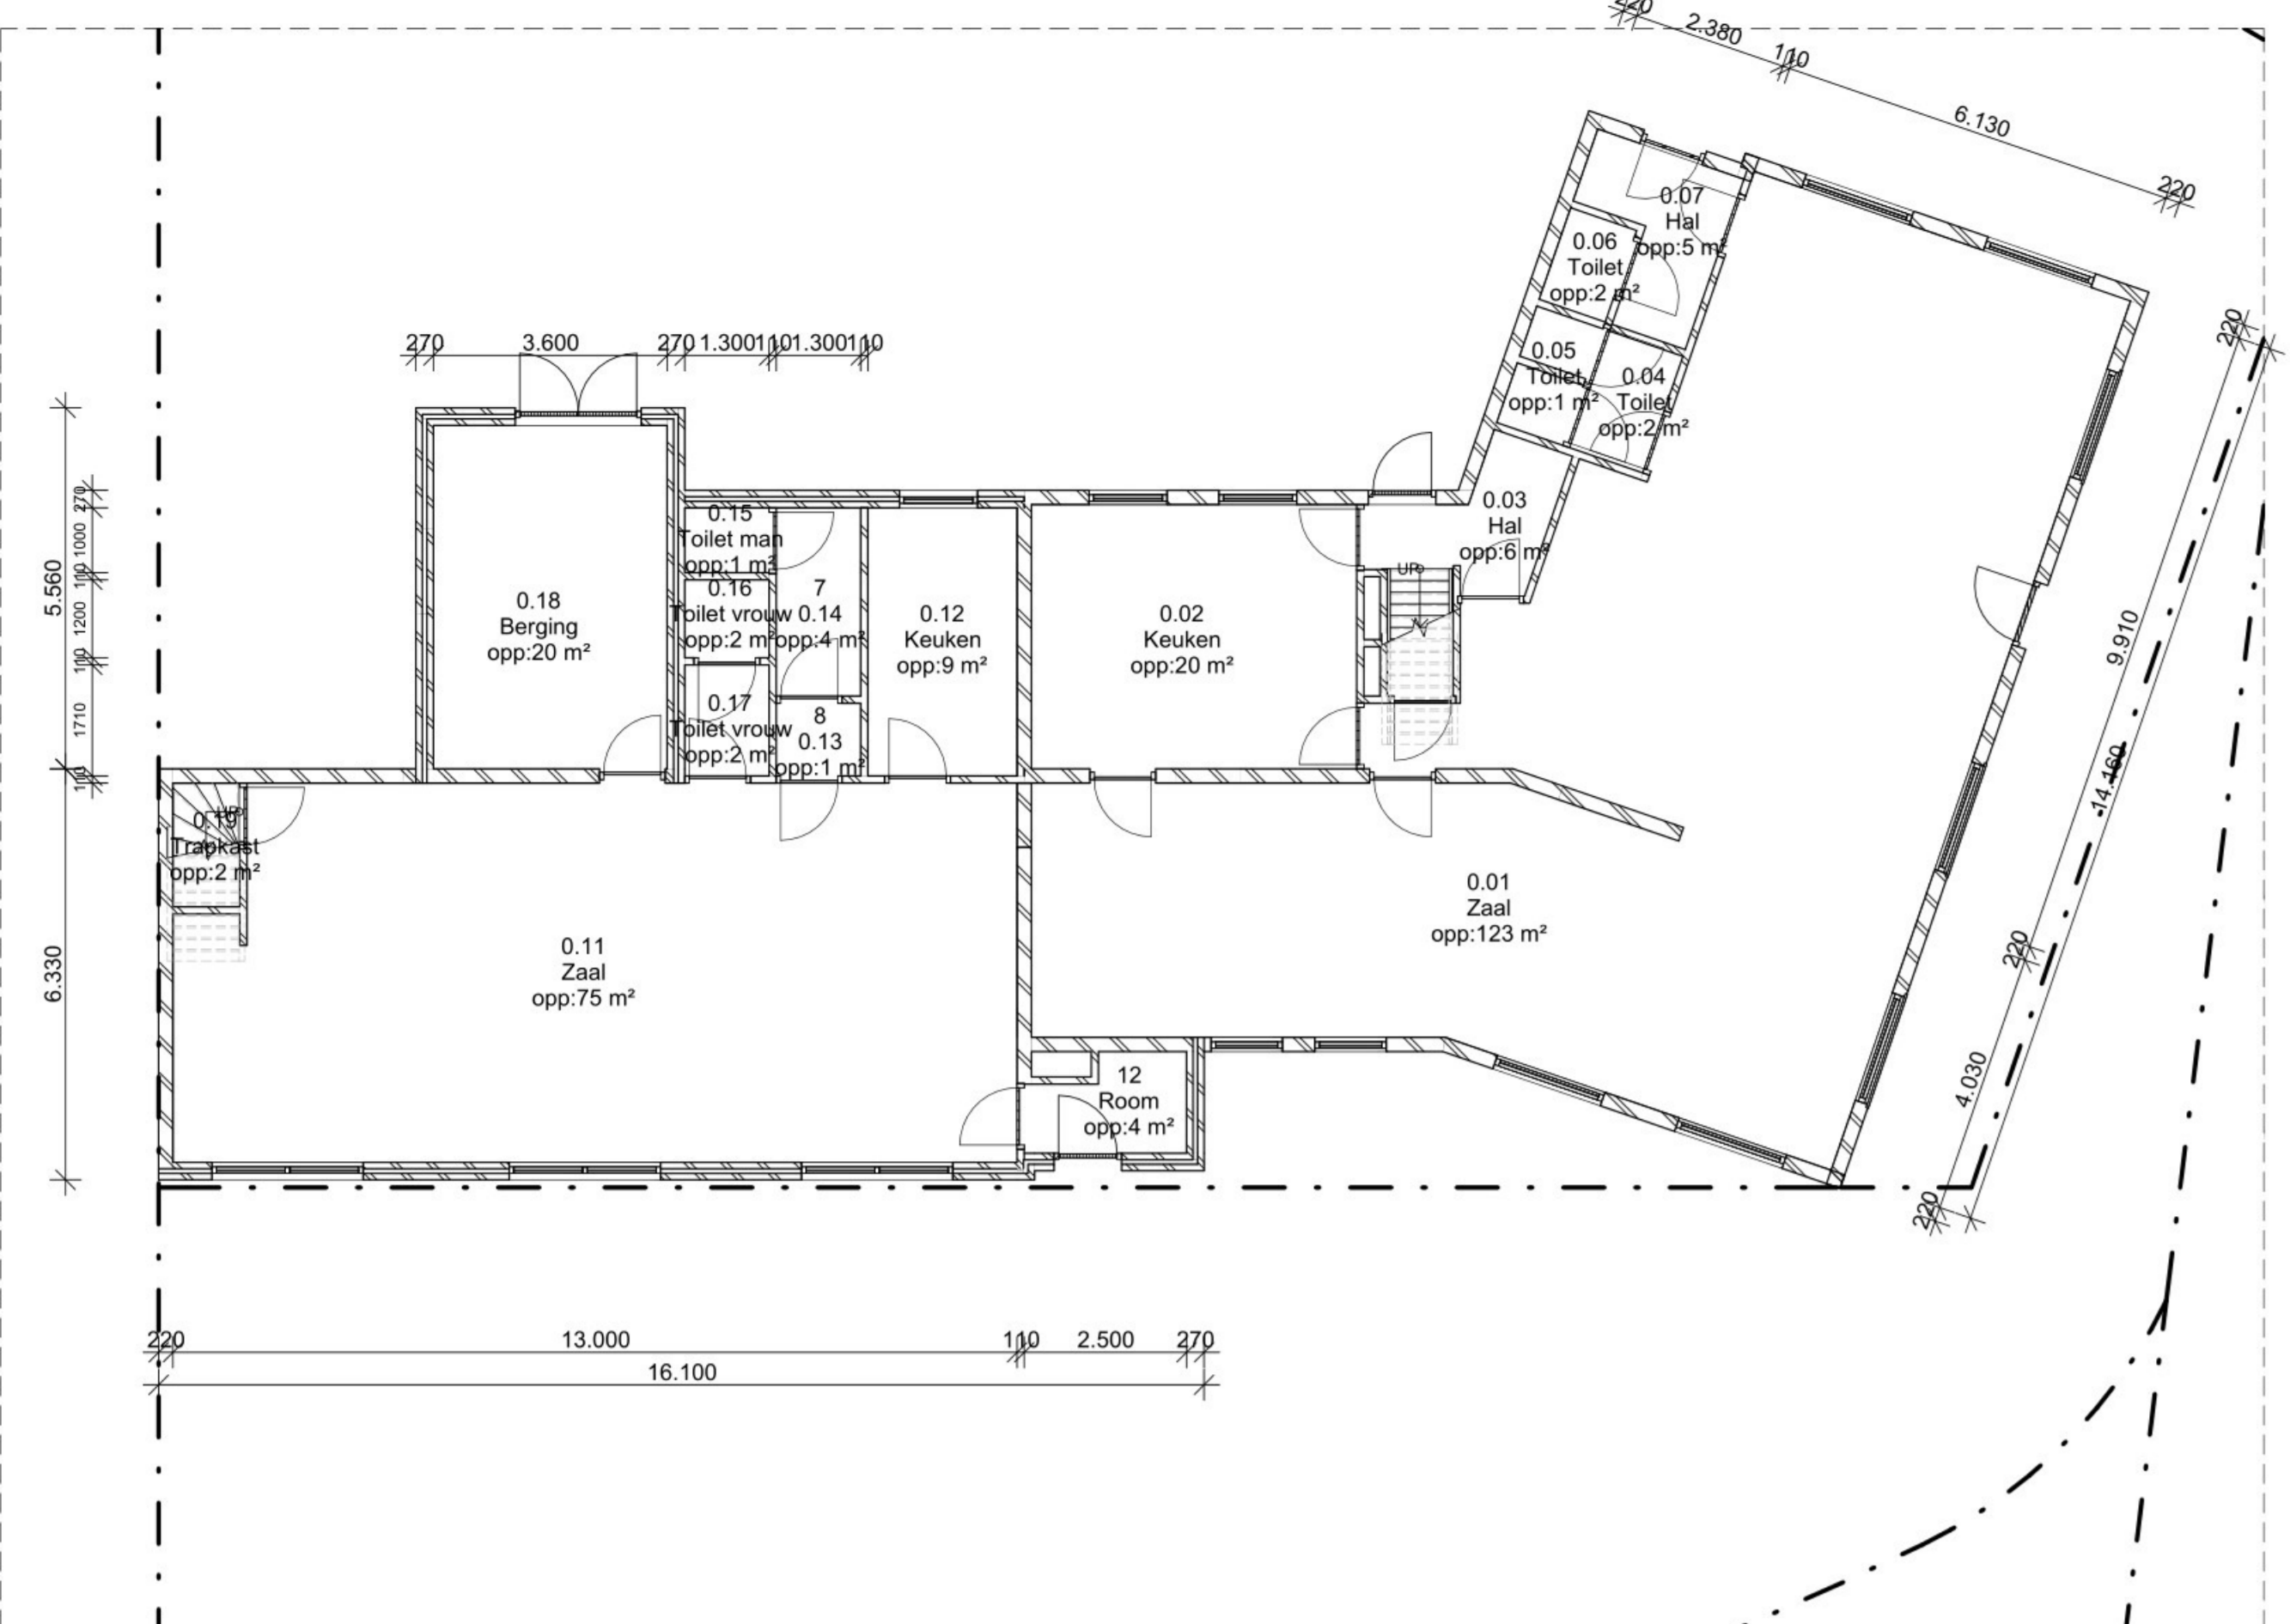 220
2.380
110
6.130
220
0.07
Hal
opp:5 m²
0.06
Toilet
opp:2 m²
0.05
Toilet
opp:1 m²
0.04
Toilet
opp:2 m²
270
3.600
270
1.300
110
1.300
110
220
0.03
Hal
opp:6 m²
UP
0.15
Toilet man
opp:1 m²
0.16
Toilet vrouw
opp:2 m²
7
0.14
opp:4 m²
0.12
Keuken
opp:9 m²
0.02
Keuken
opp:20 m²
0.18
Berging
opp:20 m²
0.17
Toilet vrouw
opp:2 m²
8
0.13
opp:1 m²
5.560
270
1000
110
1200
110
1710
110
6.330
UP
0.19
Trapkast
opp:2 m²
0.11
Zaal
opp:75 m²
0.01
Zaal
opp:123 m²
12
Room
opp:4 m²
9.910
14.160
220
4.030
220
220
13.000
110
2.500
270
16.100